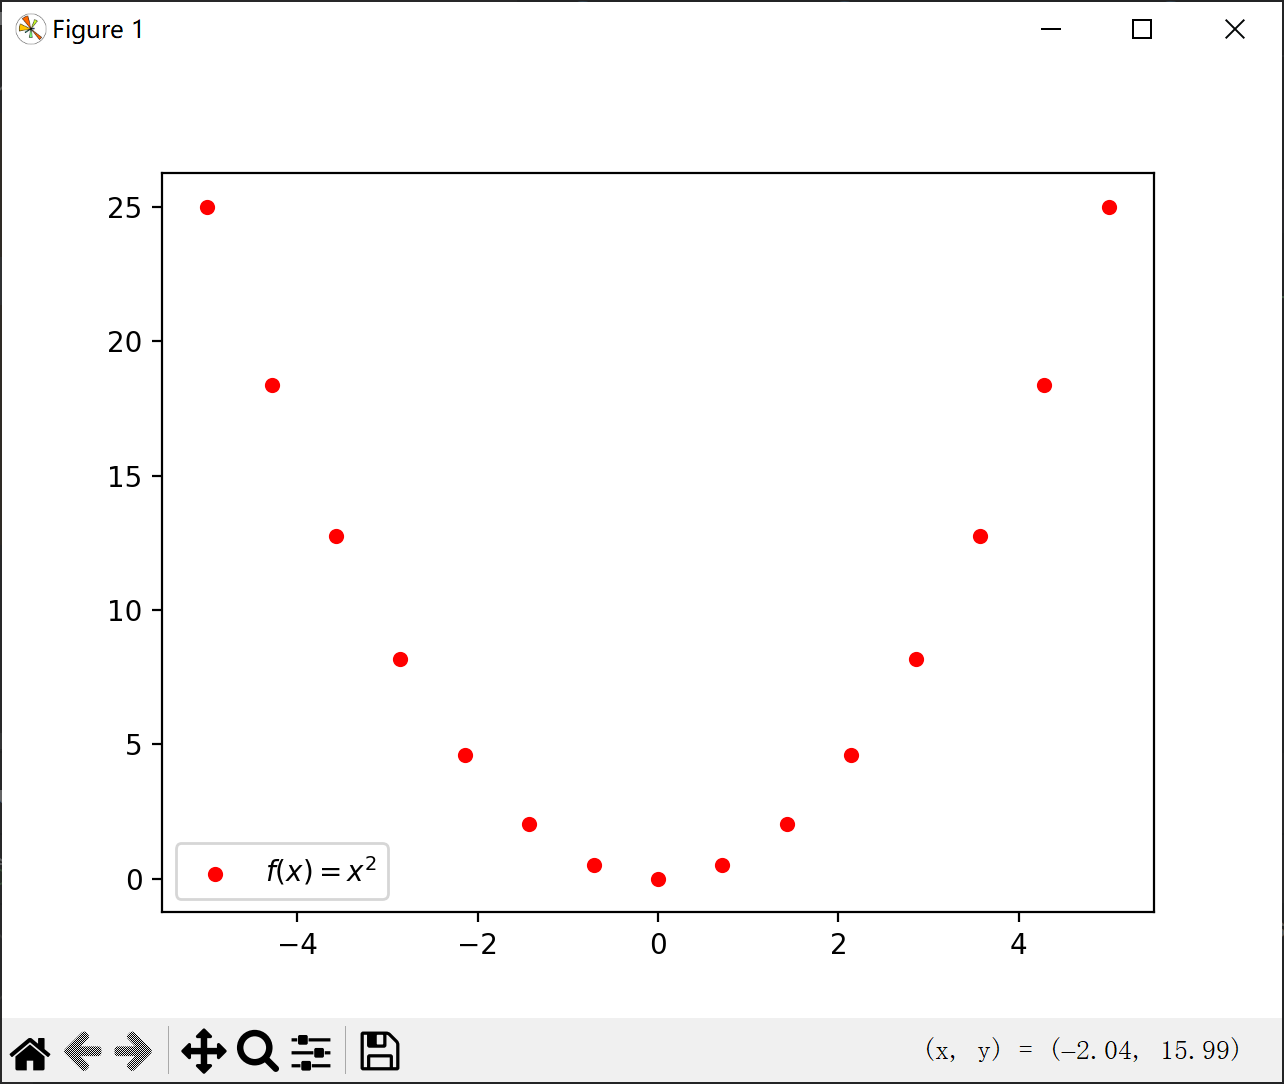 Figure 1
25
20
15
10
5
0
f(x) = x²
−4 −2 0 2 4
(x, y) = (−2.04, 15.99)